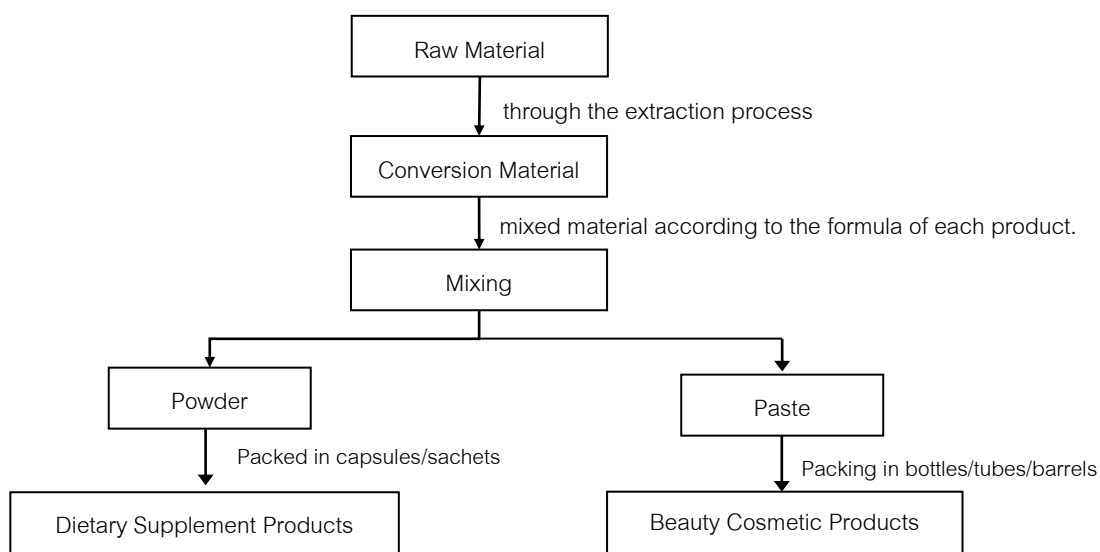 Raw Material
through the extraction process
Conversion Material
mixed material according to the formula of each product.
Mixing
Powder
Paste
Packed in capsules/sachets
Packing in bottles/tubes/barrels
Dietary Supplement Products
Beauty Cosmetic Products